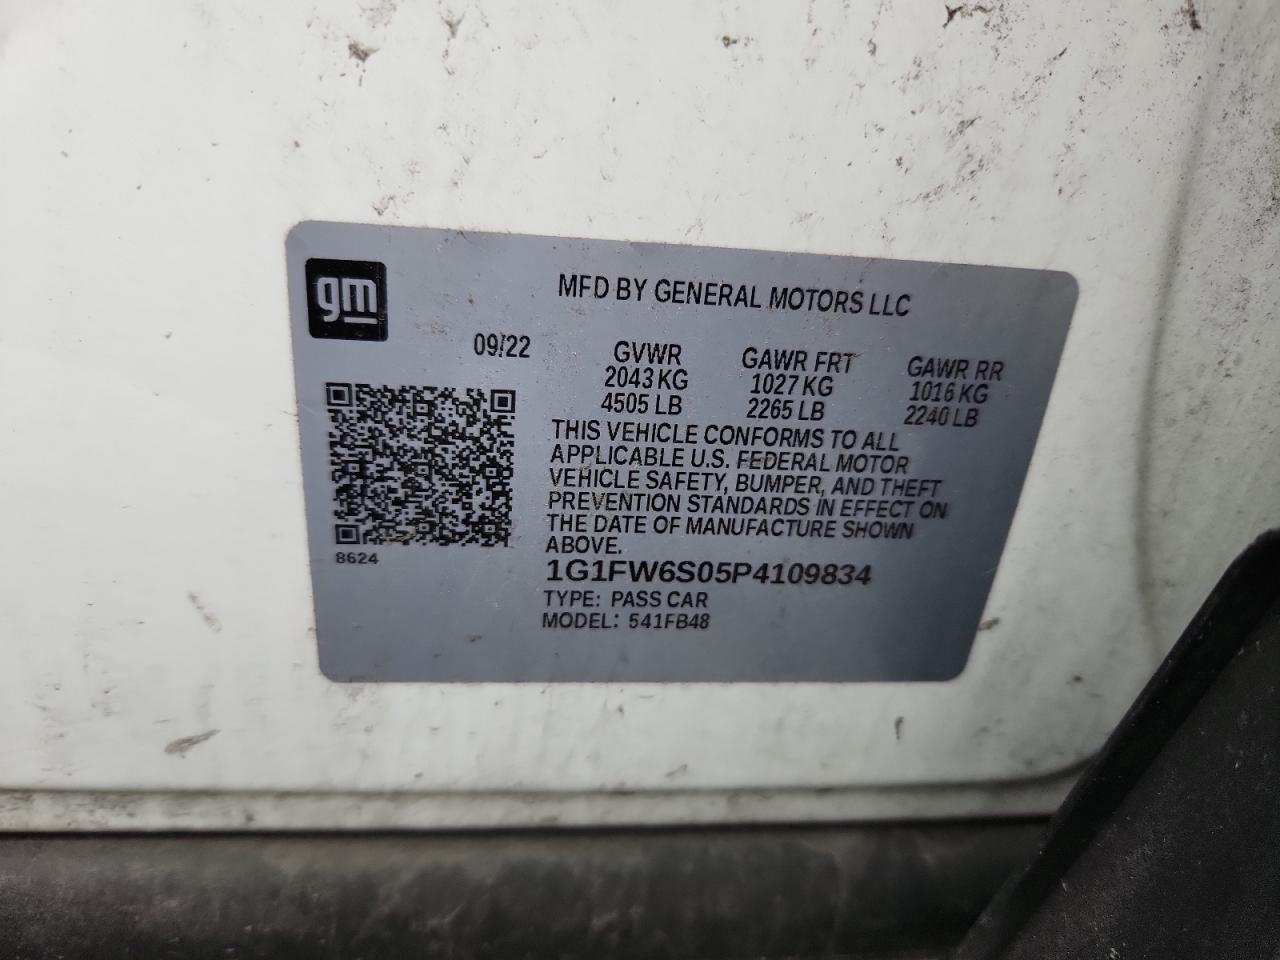 gm
MFD BY GENERAL MOTORS LLC
09/22
GVWR GAWR FRT GAWR RR
2043 KG 1027 KG 1016 KG
4505 LB 2265 LB 2240 LB
THIS VEHICLE CONFORMS TO ALL
APPLICABLE U.S. FEDERAL MOTOR
VEHICLE SAFETY, BUMPER, AND THEFT
PREVENTION STANDARDS IN EFFECT ON
THE DATE OF MANUFACTURE SHOWN
ABOVE.
8624
1G1FW6S05P4109834
TYPE: PASS CAR
MODEL: 541FB48